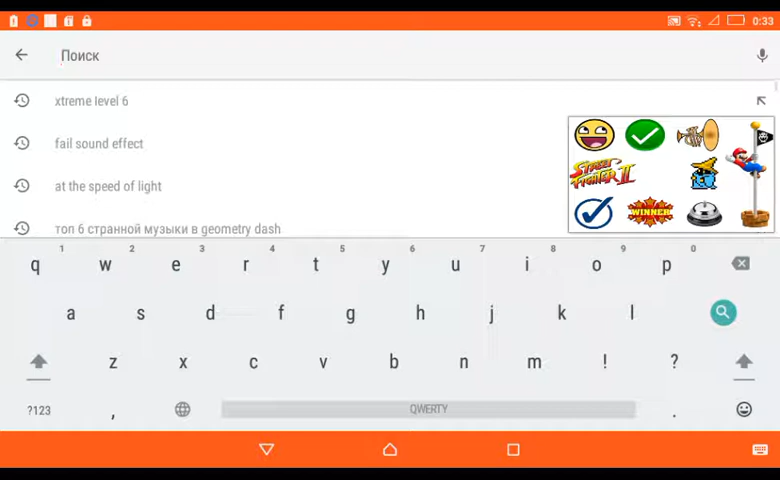 0:33
Поиск
xtreme level 6
fail sound effect
at the speed of light
топ 6 странной музыки в geometry dash
STREET FIGHTER II
WINNER
1 2 3 4 5 6 7 8 9 0
q w e r t y u i o p
a s d f g h j k l
z x c v b n m ! ?
?123 , QWERTY .